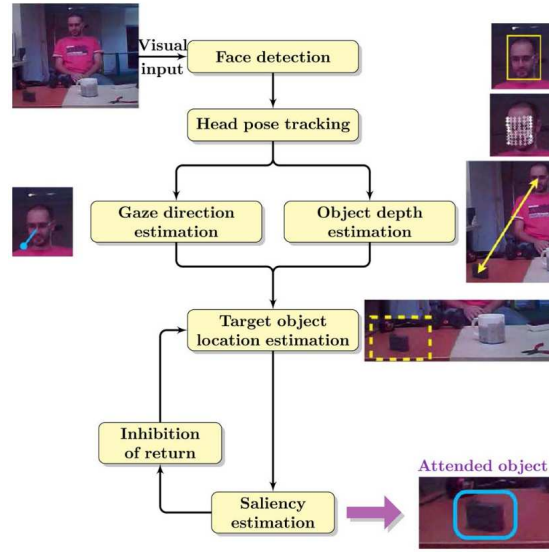 Visual
input
Face detection
Head pose tracking
Gaze direction
estimation
Object depth
estimation
Target object
location estimation
Inhibition
of return
Attended object
Saliency
estimation